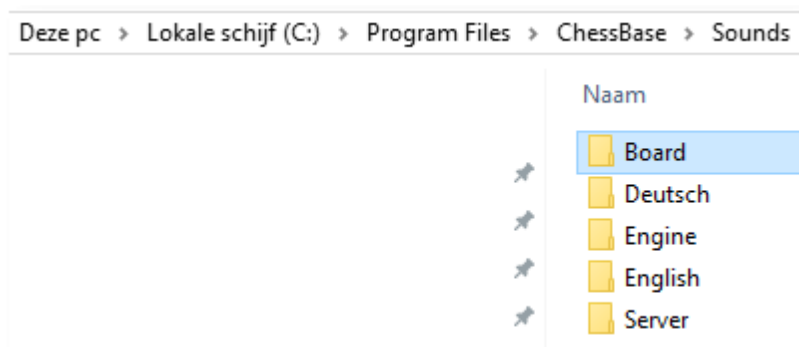 Deze pc > Lokale schijf (C:) > Program Files > ChessBase > Sounds
Naam
Board
Deutsch
Engine
English
Server